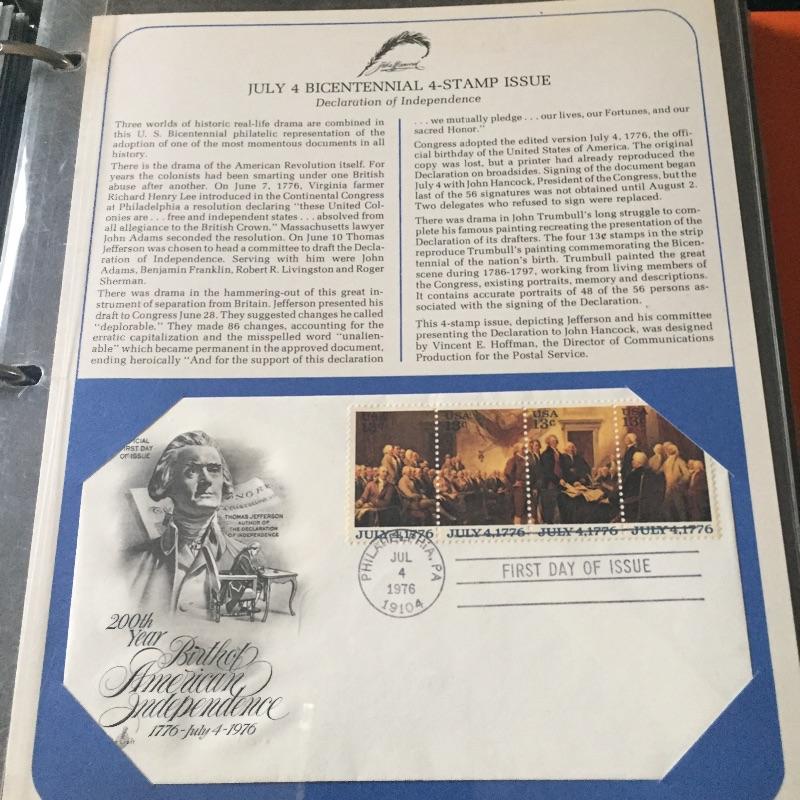 John Hancock
JULY 4 BICENTENNIAL 4-STAMP ISSUE
Declaration of Independence
Three worlds of historic real-life drama are combined in
this U. S. Bicentennial philatelic representation of the
adoption of one of the most momentous documents in all
history.
There is the drama of the American Revolution itself. For
years the colonists had been smarting under one British
abuse after another. On June 7, 1776, Virginia farmer
Richard Henry Lee introduced in the Continental Congress
at Philadelphia a resolution declaring "these United Col-
onies are . . . free and independent states . . . absolved from
all allegiance to the British Crown." Massachusetts lawyer
John Adams seconded the resolution. On June 10 Thomas
Jefferson was chosen to head a committee to draft the Decla-
ration of Independence. Serving with him were John
Adams, Benjamin Franklin, Robert R. Livingston and Roger
Sherman.
There was drama in the hammering-out of this great in-
strument of separation from Britain. Jefferson presented his
draft to Congress June 28. They suggested changes he called
"deplorable." They made 86 changes, accounting for the
erratic capitalization and the misspelled word "unalien-
able" which became permanent in the approved document,
ending heroically "And for the support of this declaration
. . . we mutually pledge . . . our lives, our Fortunes, and our
sacred Honor."
Congress adopted the edited version July 4, 1776, the offi-
cial birthday of the United States of America. The original
copy was lost, but a printer had already reproduced the
Declaration on broadsides. Signing of the document began
July 4 with John Hancock, President of the Congress, but the
last of the 56 signatures was not obtained until August 2.
Two delegates who refused to sign were replaced.
There was drama in John Trumbull's long struggle to com-
plete his famous painting recreating the presentation of the
Declaration of its drafters. The four 13¢ stamps in the strip
reproduce Trumbull's painting commemorating the Bicen-
tennial of the nation's birth. Trumbull painted the great
scene during 1786-1797, working from living members of
the Congress, existing portraits, memory and descriptions.
It contains accurate portraits of 48 of the 56 persons as-
sociated with the signing of the Declaration.
This 4-stamp issue, depicting Jefferson and his committee
presenting the Declaration to John Hancock, was designed
by Vincent E. Hoffman, the Director of Communications
Production for the Postal Service.
FIRST DAY
OF ISSUE
THOMAS JEFFERSON
AUTHOR OF
THE DECLARATION
OF INDEPENDENCE
200th
Year
Birth of
American
Independence
1776-July 4-1976
USA
13¢
USA
13¢
USA
13¢
USA
13¢
JULY 4, 1776
JULY 4, 1776
JULY 4, 1776
JULY 4, 1776
PHILADELPHIA, PA
JUL
4
1976
19104
FIRST DAY OF ISSUE